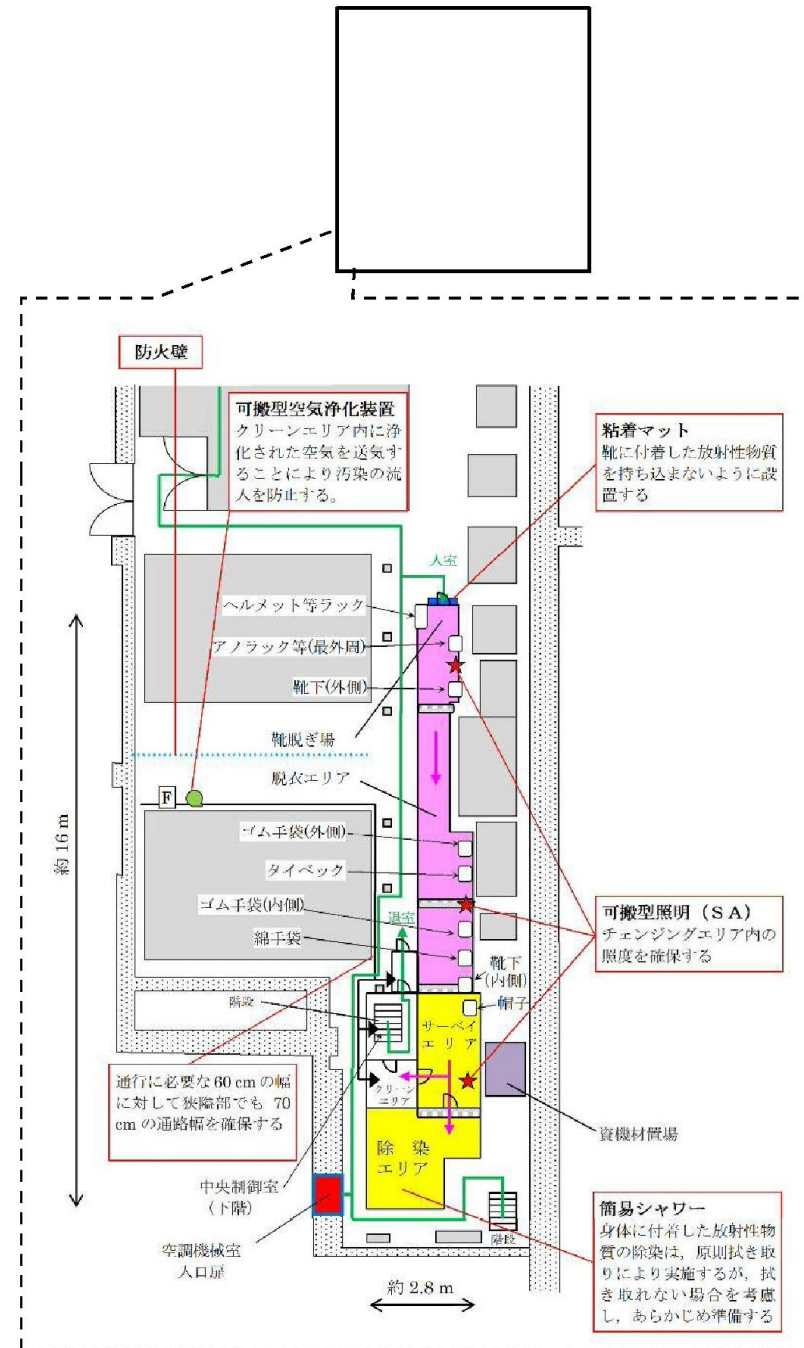 防火壁
可搬型空気浄化装置
クリーンエリア内に浄
化された空気を送気す
ることにより汚染の流
入を防止する。
粘着マット
靴に付着した放射性物質
を持ち込まないように設
置する
入室
ヘルメット等ラック
アノラック等(最外周)
靴下(外側)
靴脱ぎ場
脱衣エリア
F
約 16 m
ゴム手袋(外側)
タイベック
ゴム手袋(内側)
退室
綿手袋
可搬型照明（SA）
チェンジングエリア内の
照度を確保する
靴下
(内側)
帽子
階段
サーベイ
エリア
クリーン
エリア
通行に必要な 60 cm の幅
に対して狭隘部でも 70
cm の通路幅を確保する
資機材置場
除 染
エリア
中央制御室
(下階)
簡易シャワー
身体に付着した放射性物
質の除染は，原則拭き取
りにより実施するが，拭
き取れない場合を考慮
し，あらかじめ準備する
階段
空調機械室
入口扉
約 2.8 m